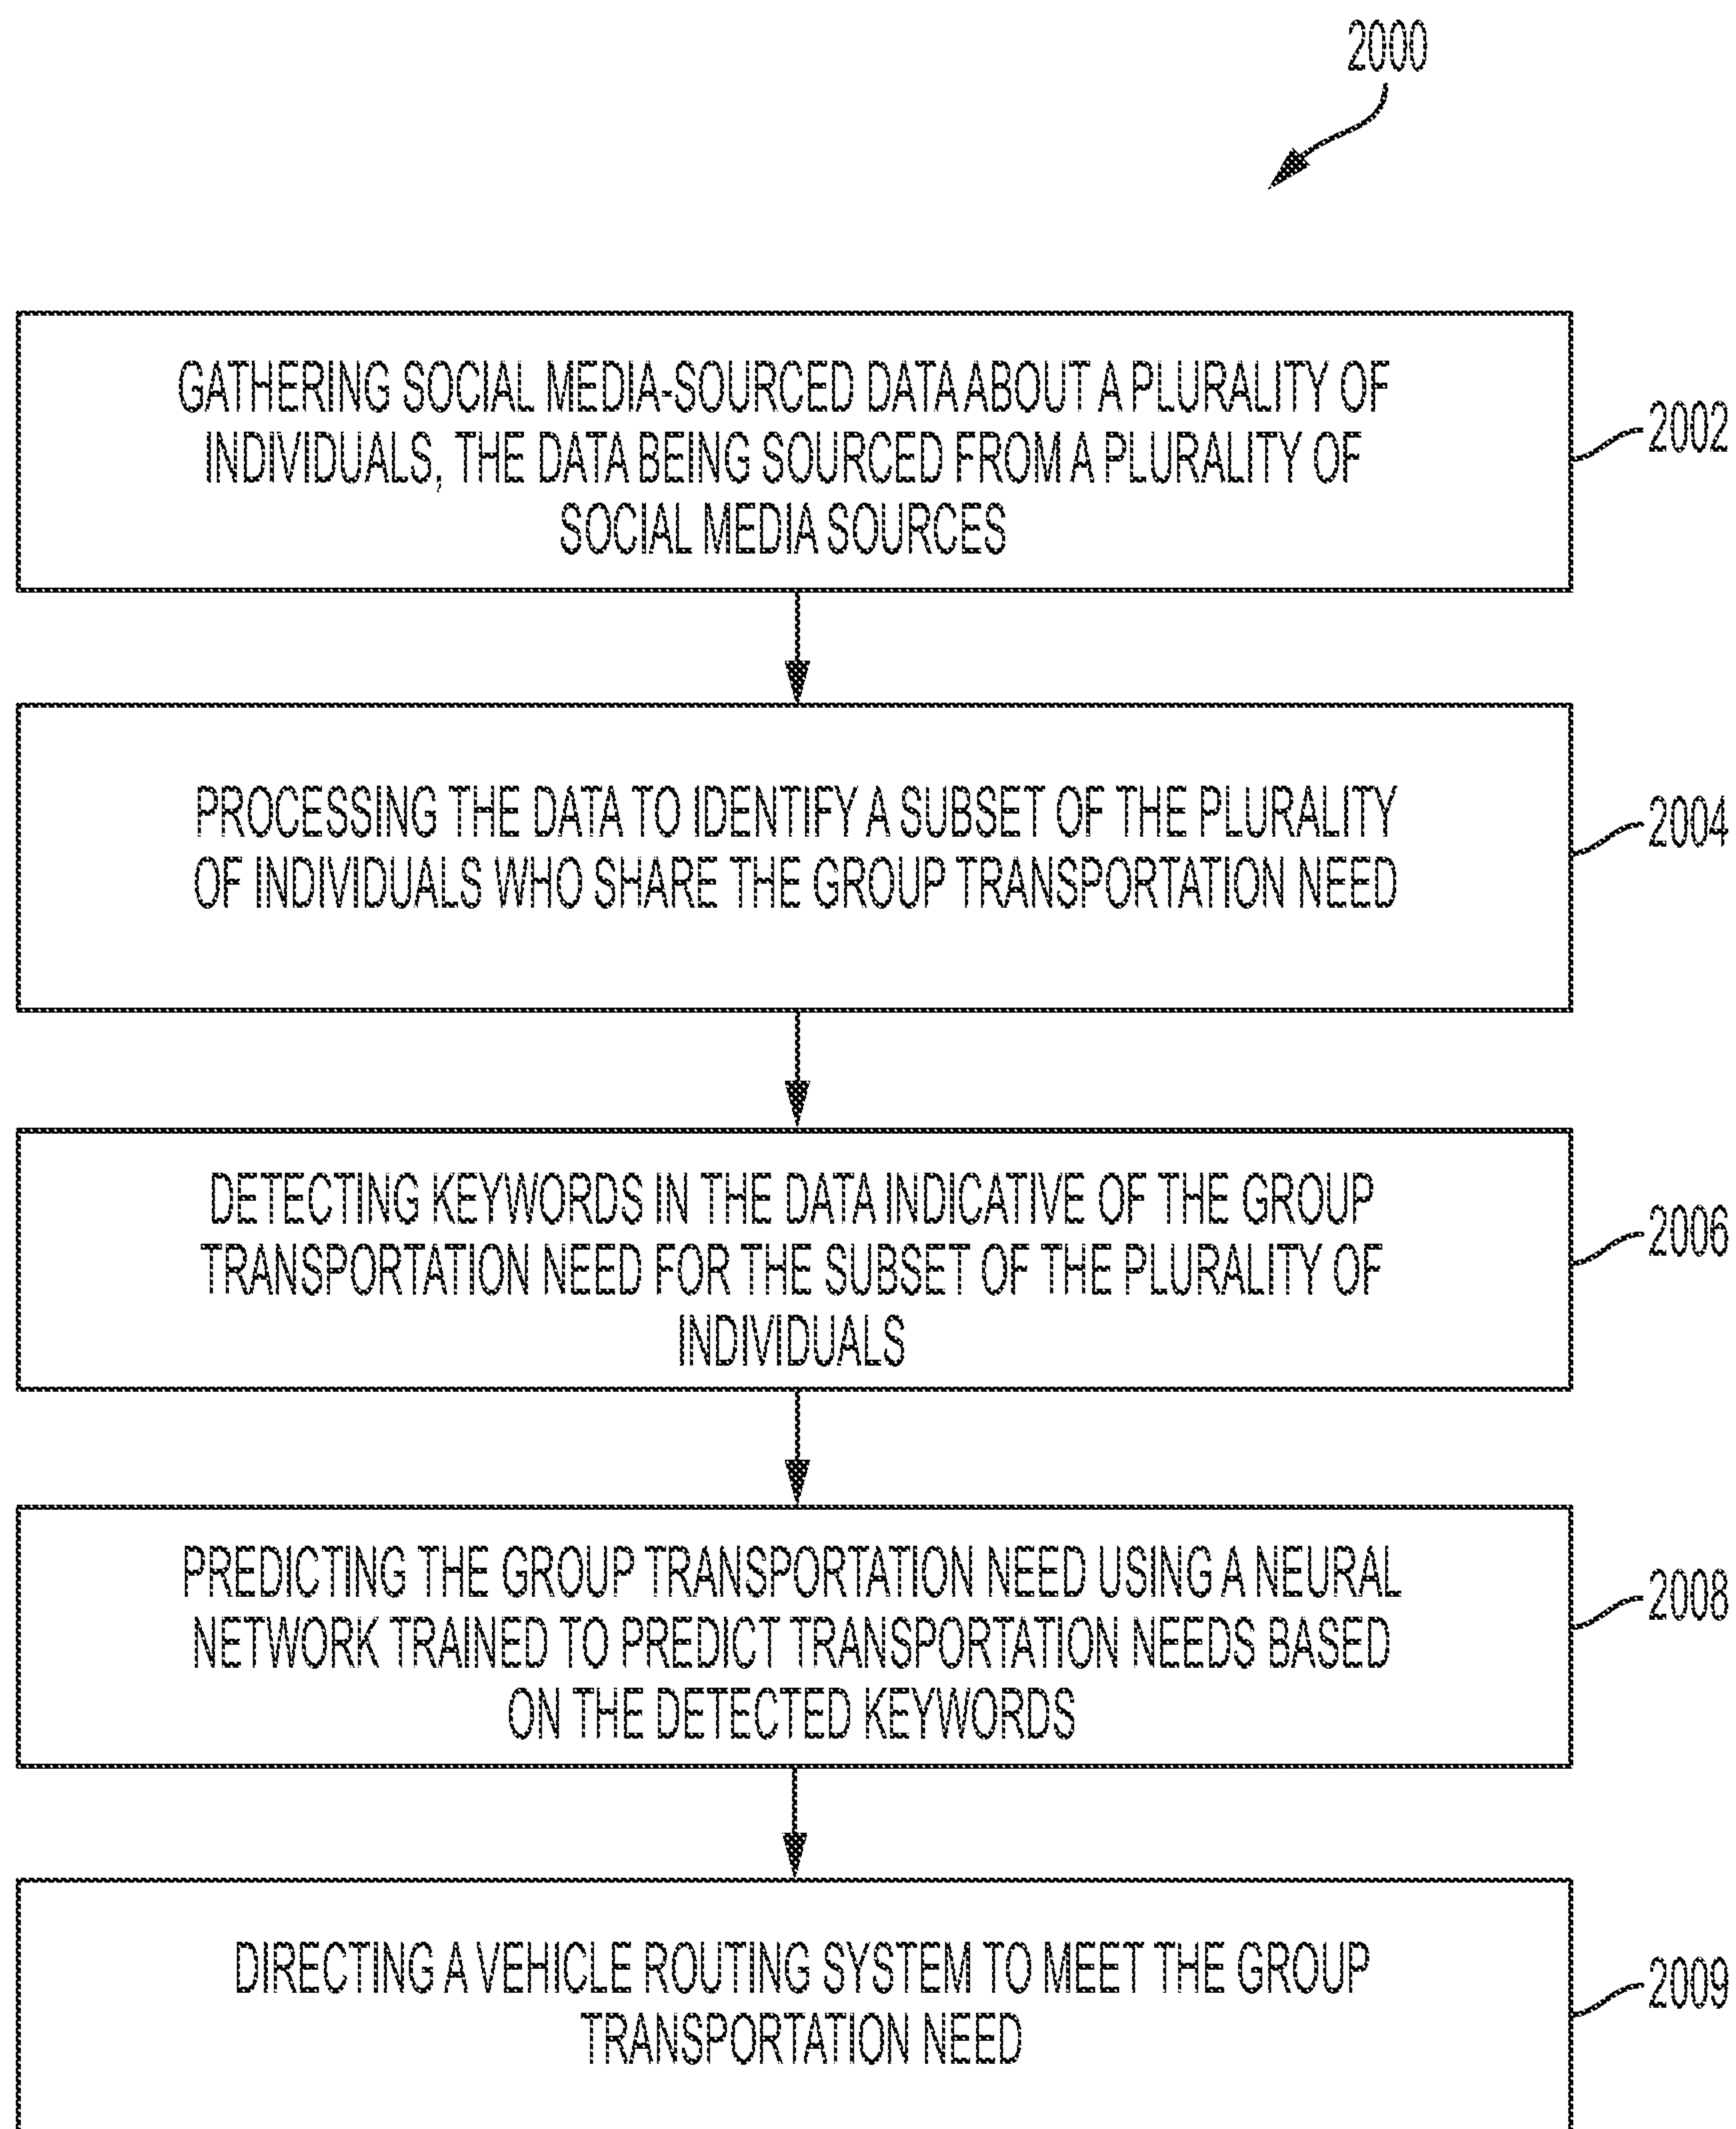 2000
GATHERING SOCIAL MEDIA-SOURCED DATA ABOUT A PLURALITY OF
INDIVIDUALS, THE DATA BEING SOURCED FROM A PLURALITY OF
SOCIAL MEDIA SOURCES
2002
PROCESSING THE DATA TO IDENTIFY A SUBSET OF THE PLURALITY
OF INDIVIDUALS WHO SHARE THE GROUP TRANSPORTATION NEED
2004
DETECTING KEYWORDS IN THE DATA INDICATIVE OF THE GROUP
TRANSPORTATION NEED FOR THE SUBSET OF THE PLURALITY OF
INDIVIDUALS
2006
PREDICTING THE GROUP TRANSPORTATION NEED USING A NEURAL
NETWORK TRAINED TO PREDICT TRANSPORTATION NEEDS BASED
ON THE DETECTED KEYWORDS
2008
DIRECTING A VEHICLE ROUTING SYSTEM TO MEET THE GROUP
TRANSPORTATION NEED
2009